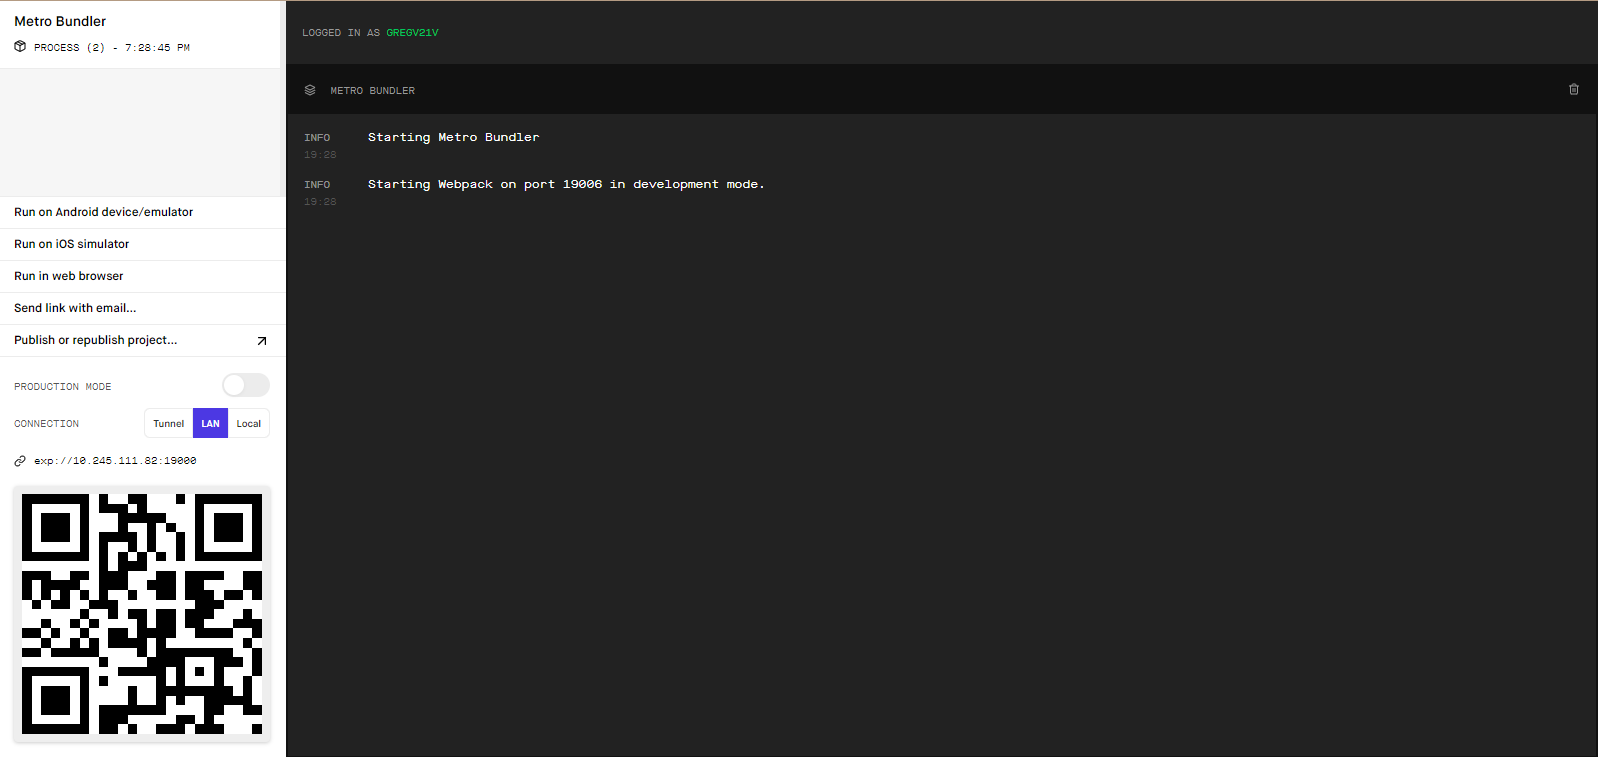 Metro Bundler
PROCESS (2) - 7:28:45 PM
Run on Android device/emulator
Run on iOS simulator
Run in web browser
Send link with email...
Publish or republish project...
PRODUCTION MODE
CONNECTION
Tunnel LAN Local
exp://10.245.111.82:19000
LOGGED IN AS GREGV21V
METRO BUNDLER
INFO Starting Metro Bundler
19:28
INFO Starting Webpack on port 19006 in development mode.
19:28